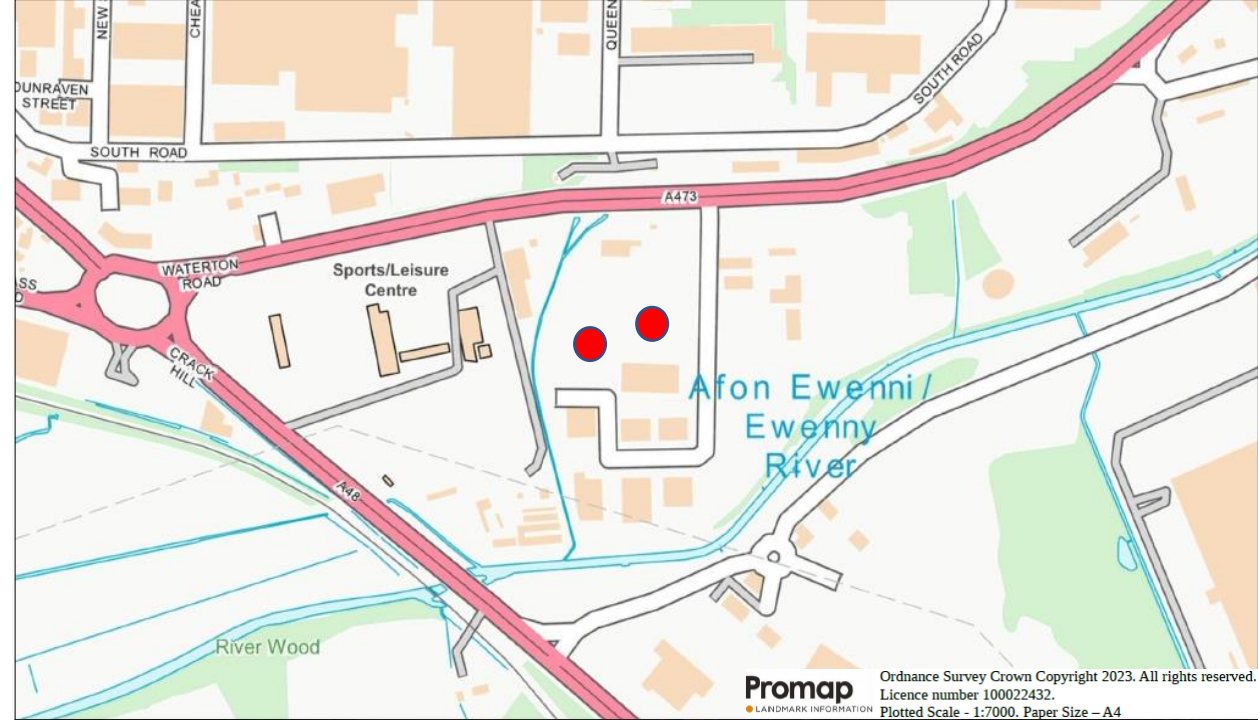 NEW
CHEA
QUEEN
DUNRAVEN
STREET
SOUTH ROAD
SOUTH ROAD
A473
WATERTON
ROAD
Sports/Leisure
Centre
ASS
D
CRACK
HILL
Afon Ewenni /
Ewenny
River
A48
River Wood
Promap
LANDMARK INFORMATION
Ordnance Survey Crown Copyright 2023. All rights reserved.
Licence number 100022432.
Plotted Scale - 1:7000. Paper Size – A4